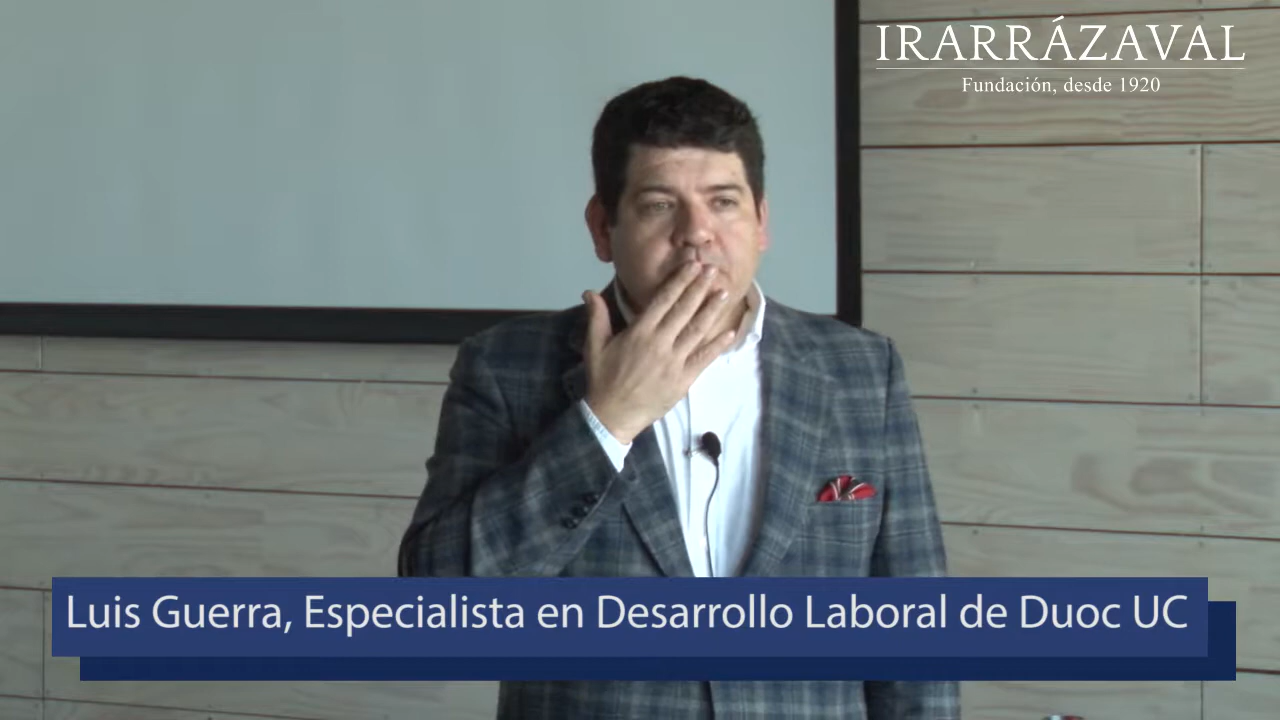 IRARRÁZAVAL
Fundación, desde 1920
Luis Guerra, Especialista en Desarrollo Laboral de Duoc UC